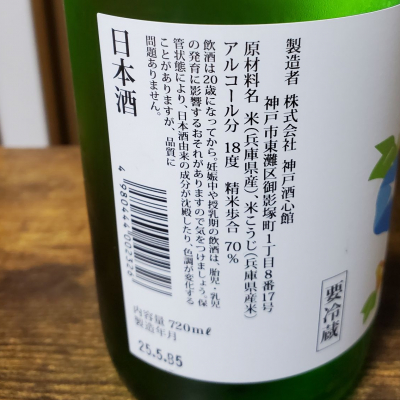 製造者 株式会社 神戸酒心館
神戸市東灘区御影塚町1丁目8番17号
原材料名 米(兵庫県産)、米こうじ(兵庫県産米)
アルコール分 18度 精米歩合 70%
飲酒は20歳になってから。妊娠中や授乳期の飲酒は、胎児・乳児
の発育に影響するおそれがありますので気をつけましょう。保
管状態により、日本酒由来の成分が沈殿したり、色調が変化する
ことがありますが、品質に
問題ありません。
日本酒
4 980444 002326
内容量 720mℓ
製造年月
25.5.85
要冷蔵